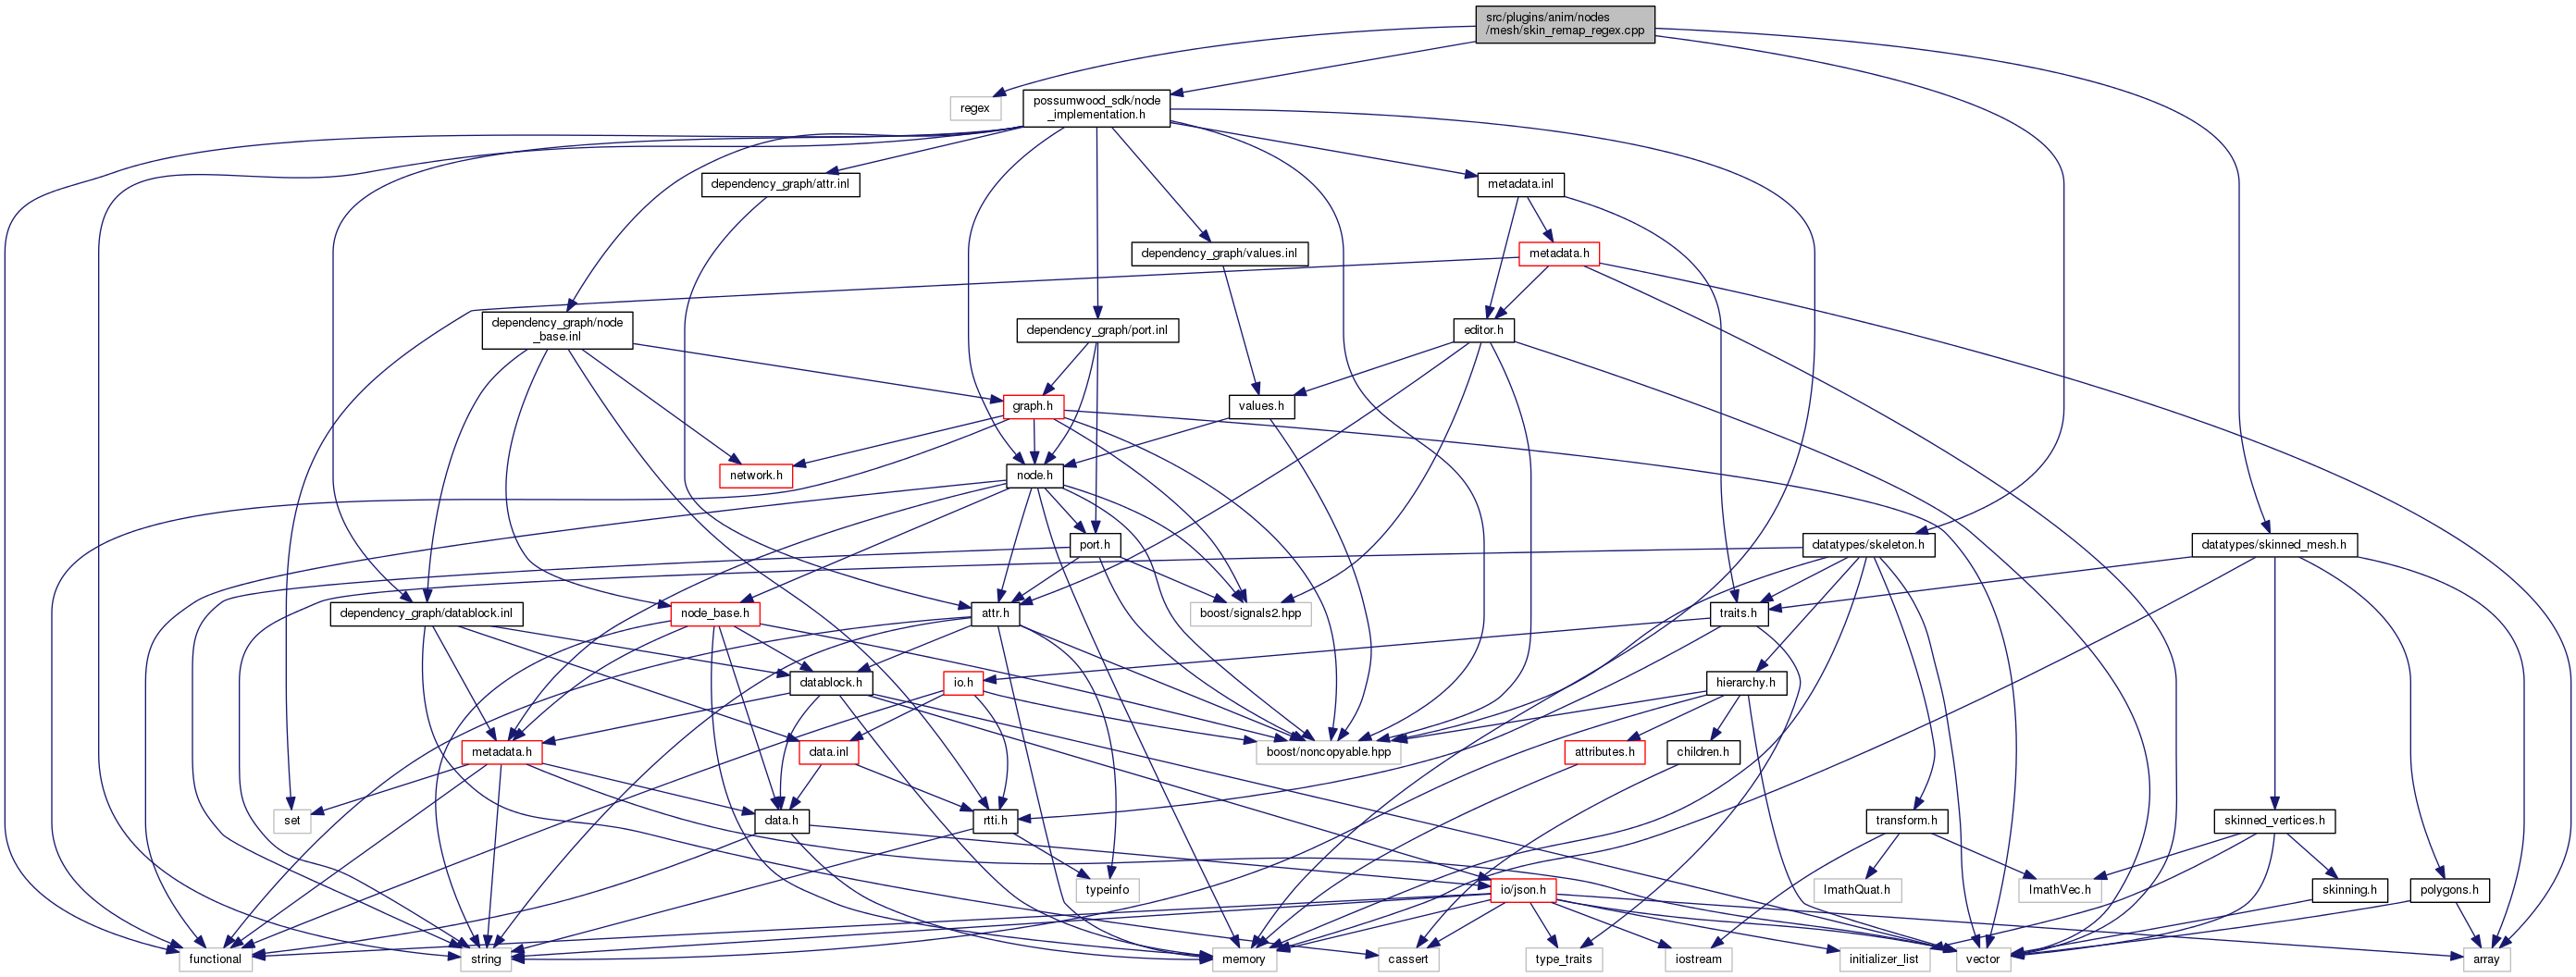 src/plugins/anim/nodes
/mesh/skin_remap_regex.cpp
regex
possumwood_sdk/node
_implementation.h
dependency_graph/attr.inl
metadata.inl
dependency_graph/values.inl
metadata.h
dependency_graph/node
_base.inl
dependency_graph/port.inl
editor.h
graph.h
values.h
network.h
node.h
port.h
datatypes/skeleton.h
datatypes/skinned_mesh.h
dependency_graph/datablock.inl
node_base.h
attr.h
boost/signals2.hpp
traits.h
datablock.h
io.h
hierarchy.h
metadata.h
data.inl
boost/noncopyable.hpp
attributes.h
children.h
set
data.h
rtti.h
transform.h
skinned_vertices.h
typeinfo
io/json.h
ImathQuat.h
ImathVec.h
skinning.h
polygons.h
functional
string
memory
cassert
type_traits
iostream
initializer_list
vector
array